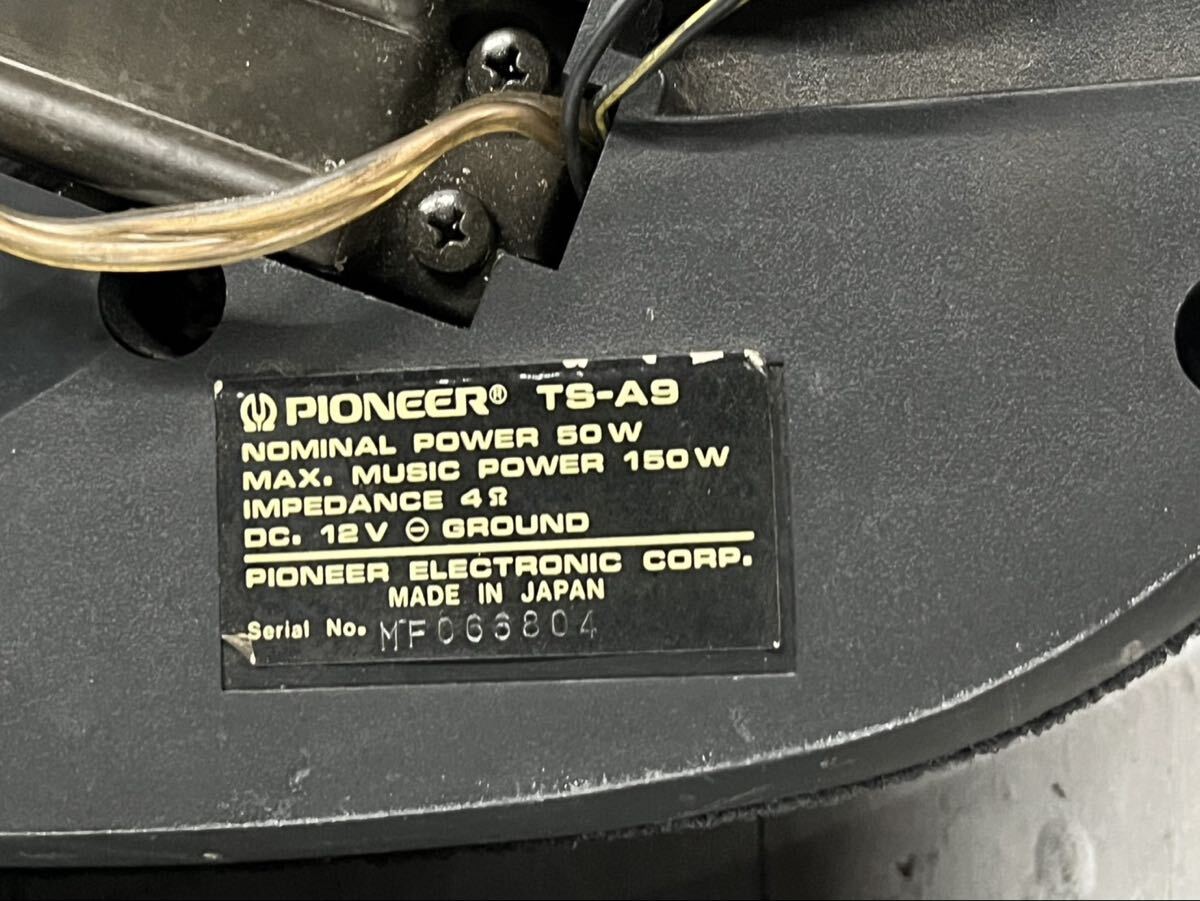 PIONEER® TS-A9
NOMINAL POWER 50W
MAX. MUSIC POWER 150W
IMPEDANCE 4Ω
DC. 12V ⊖ GROUND
PIONEER ELECTRONIC CORP.
MADE IN JAPAN
Serial No. MF066804